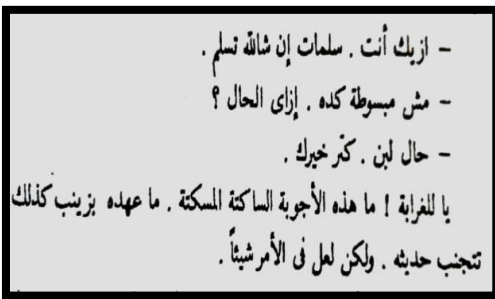 – ازيك أنت . سلمات إن شالله تسلم .
– مش مبسوطة كده . إزاى الحال ؟
– حال لبن . كتر خيرك .
يا للغرابة ! ما هذه الأجوبة الساكتة المسكتة . ما عهده بزينب كذلك
تتجنب حديثه . ولكن لعل فى الأمر شيئاً .